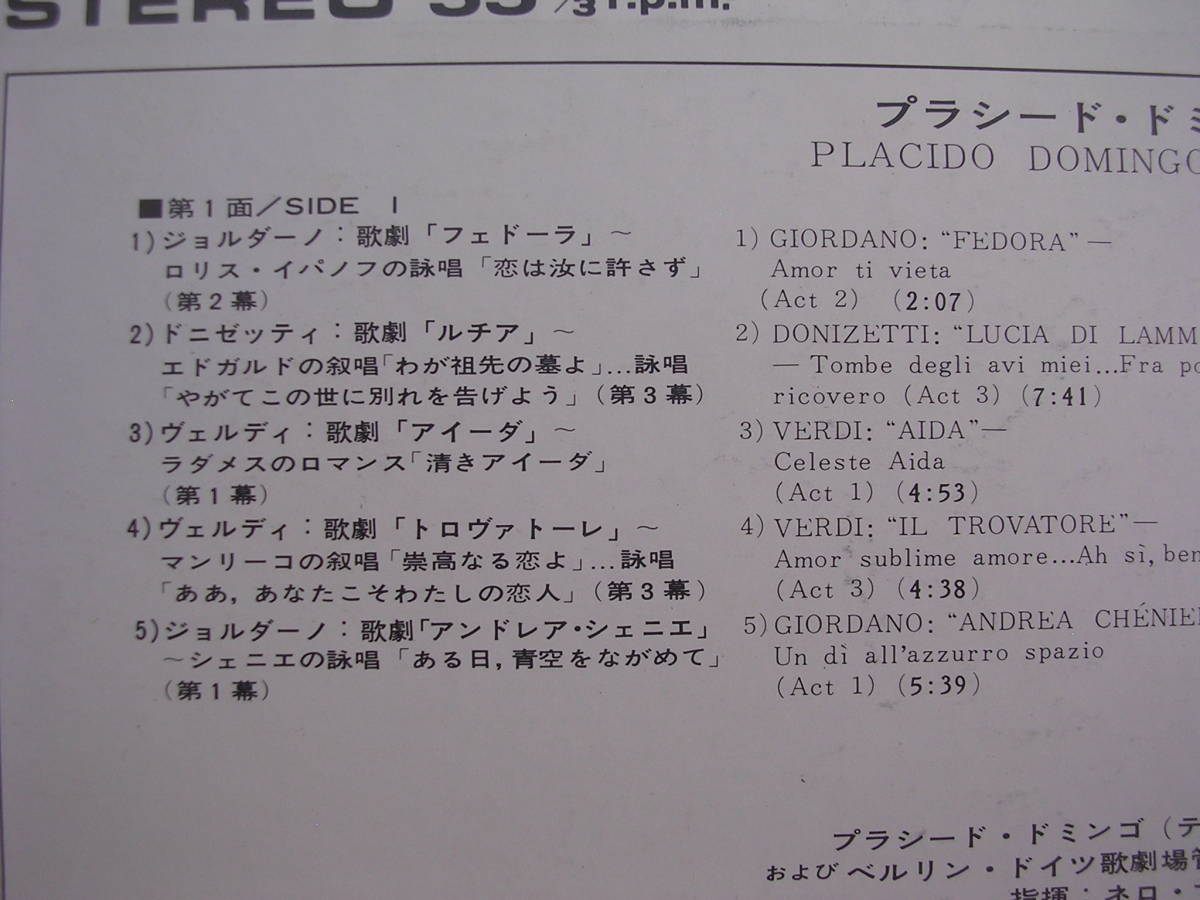 STEREO 33 1/3 r.p.m.
プラシード・ドミ
PLACIDO DOMINGO
■第1面／SIDE I
1)ジョルダーノ：歌劇「フェドーラ」～
ロリス・イパノフの詠唱「恋は汝に許さず」
(第2幕)
2)ドニゼッティ：歌劇「ルチア」～
エドガルドの叙唱「わが祖先の墓よ」…詠唱
「やがてこの世に別れを告げよう」(第3幕)
3)ヴェルディ：歌劇「アイーダ」～
ラダメスのロマンス「清きアイーダ」
(第1幕)
4)ヴェルディ：歌劇「トロヴァトーレ」～
マンリーコの叙唱「崇高なる恋よ」…詠唱
「ああ, あなたこそわたしの恋人」(第3幕)
5)ジョルダーノ：歌劇「アンドレア・シェニエ」
～シェニエの詠唱「ある日, 青空をながめて」
(第1幕)
1) GIORDANO: “FEDORA”—
Amor ti vieta
(Act 2) (2:07)
2) DONIZETTI: “LUCIA DI LAMM
— Tombe degli avi miei...Fra po
ricovero (Act 3) (7:41)
3) VERDI: “AIDA”—
Celeste Aida
(Act 1) (4:53)
4) VERDI: “IL TROVATORE”—
Amor sublime amore...Ah sì, ben
(Act 3) (4:38)
5) GIORDANO: “ANDREA CHÉNIER
Un dì all'azzurro spazio
(Act 1) (5:39)
プラシード・ドミンゴ (テ
および ベルリン・ドイツ歌劇場管
指揮：ネロ・